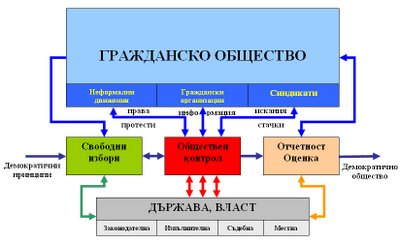 ГРАЖДАНСКО ОБЩЕСТВО
Неформални
движения
Граждански
организации
Синдикати
права
информация
искания
протести
стачки
Свободни
избори
Обществен
контрол
Отчетност
Оценка
Демократични
принципи
Демократично
общество
ДЪРЖАВА, ВЛАСТ
Законодателна
Изпълнителна
Съдебна
Местна